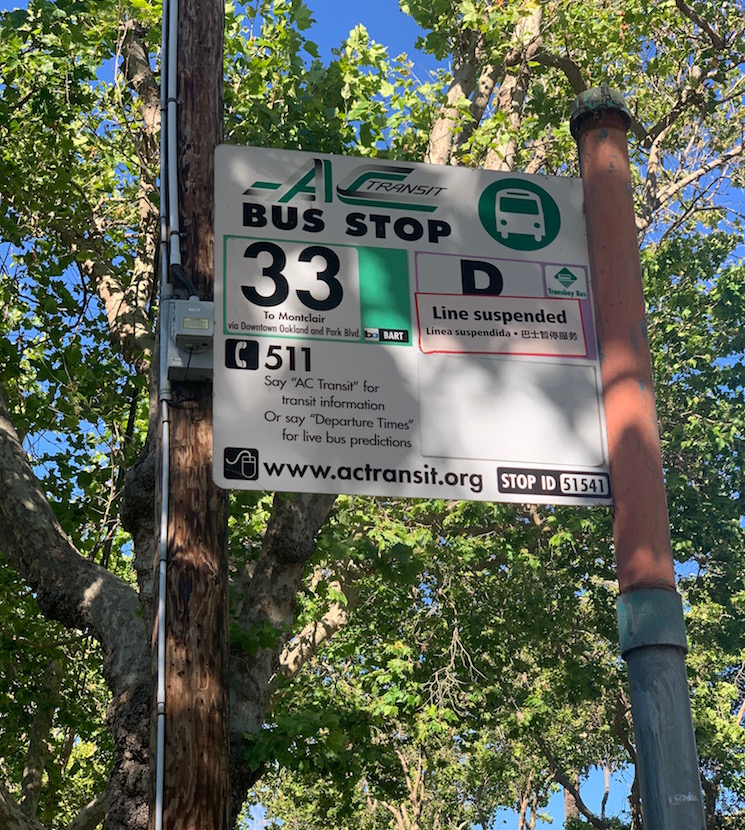 AC TRANSIT
BUS STOP
33
To Montclair
via Downtown Oakland and Park Blvd.
BART
D
Transbay Bus
Line suspended
Línea suspendida • 巴士暂停服务
511
Say "AC Transit" for
transit information
Or say "Departure Times"
for live bus predictions
www.actransit.org
STOP ID 51541